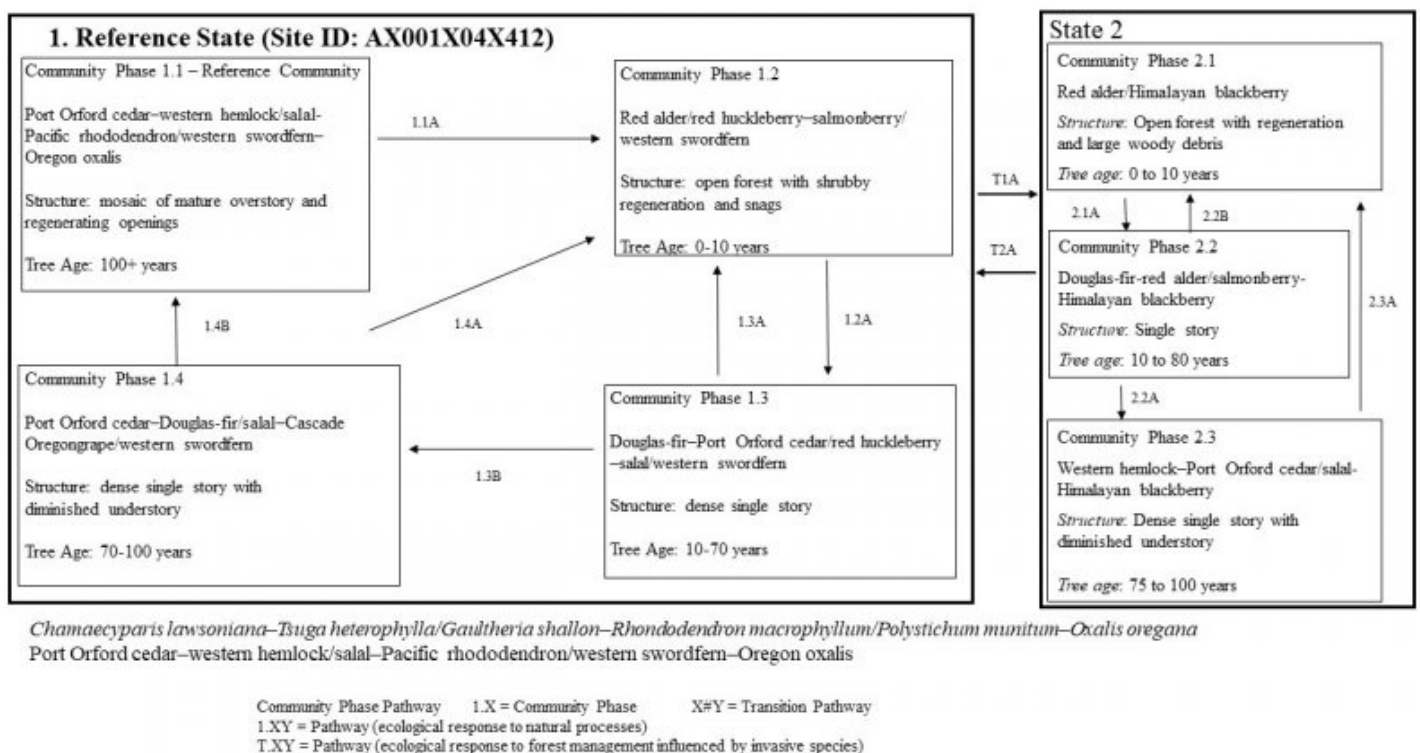 1. Reference State (Site ID: AX001X04X412)
Community Phase 1.1 – Reference Community
Port Orford cedar–western hemlock/salal-
Pacific rhododendron/western swordfern–
Oregon oxalis
Structure: mosaic of mature overstory and
regenerating openings
Tree Age: 100+ years
1.1A
Community Phase 1.2
Red alder/red huckleberry–salmonberry/
western swordfern
Structure: open forest with shrubby
regeneration and snags
Tree Age: 0-10 years
1.4B
1.4A
1.3A
1.2A
Community Phase 1.4
Port Orford cedar–Douglas-fir/salal–Cascade
Oregongrape/western swordfern
Structure: dense single story with
diminished understory
Tree Age: 70-100 years
1.3B
Community Phase 1.3
Douglas-fir–Port Orford cedar/red huckleberry
–salal/western swordfern
Structure: dense single story
Tree Age: 10-70 years
T1A
T2A
State 2
Community Phase 2.1
Red alder/Himalayan blackberry
Structure: Open forest with regeneration
and large woody debris
Tree age: 0 to 10 years
2.1A
2.2B
Community Phase 2.2
Douglas-fir-red alder/salmonberry-
Himalayan blackberry
Structure: Single story
Tree age: 10 to 80 years
2.3A
2.2A
Community Phase 2.3
Western hemlock–Port Orford cedar/salal-
Himalayan blackberry
Structure: Dense single story with
diminished understory
Tree age: 75 to 100 years
Chamaecyparis lawsoniana–Tsuga heterophylla/Gaultheria shallon–Rhondodendron macrophyllum/Polystichum munitum–Oxalis oregana
Port Orford cedar–western hemlock/salal–Pacific rhododendron/western swordfern–Oregon oxalis
Community Phase Pathway 1.X = Community Phase X#Y = Transition Pathway
1.XY = Pathway (ecological response to natural processes)
T.XY = Pathway (ecological response to forest management influenced by invasive species)